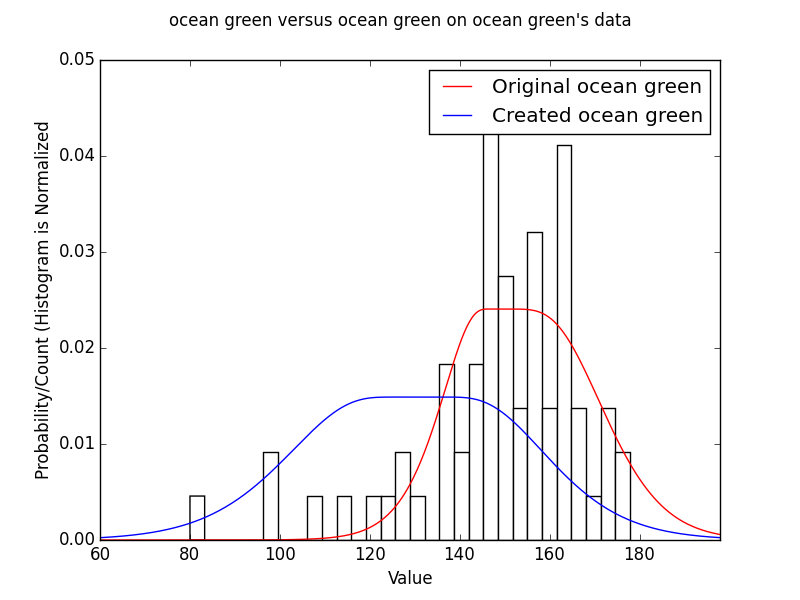 ocean green versus ocean green on ocean green's data
Original ocean green
Created ocean green
0.05
0.04
0.03
0.02
0.01
0.00
Probability/Count (Histogram is Normalized
60 80 100 120 140 160 180
Value